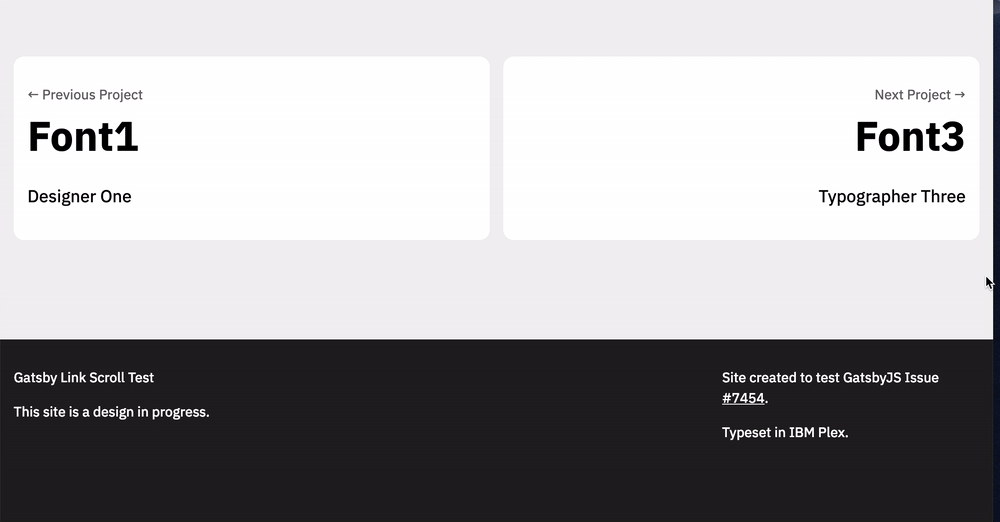 ← Previous Project
Font1
Designer One
Next Project →
Font3
Typographer Three
Gatsby Link Scroll Test
This site is a design in progress.
Site created to test GatsbyJS Issue
#7454.
Typeset in IBM Plex.